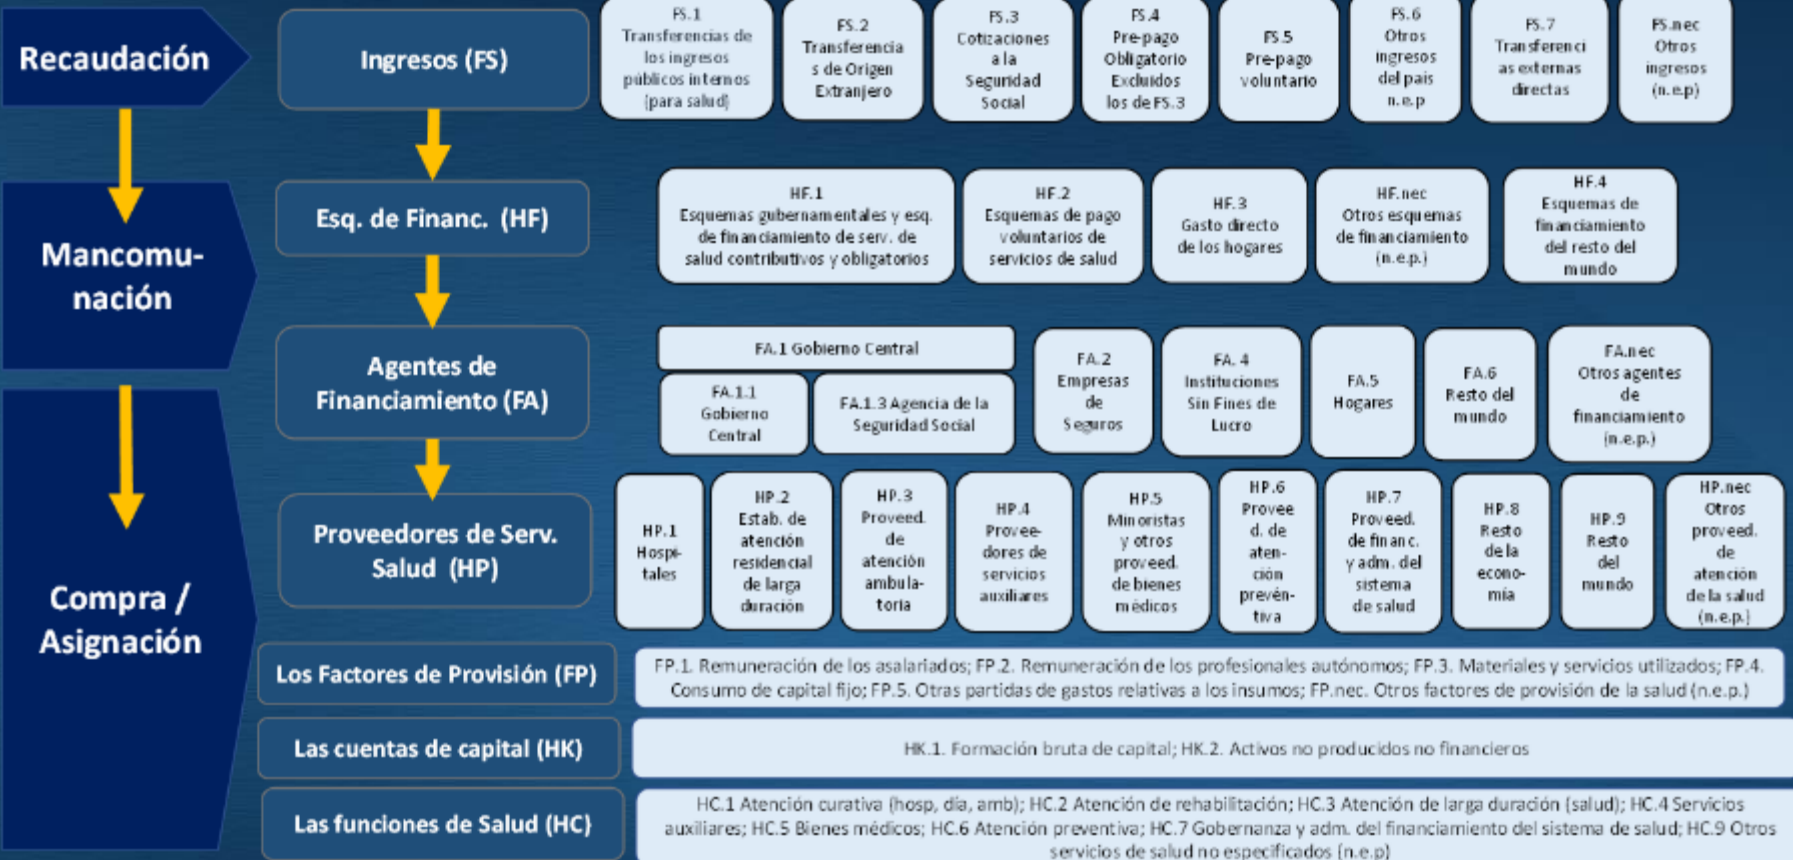 Recaudación
Ingresos (FS)
FS.1
Transferencias de
los ingresos
públicos internos
(para salud)
FS.2
Transferencia
s de Origen
Extranjero
FS.3
Cotizaciones
a la
Seguridad
Social
FS.4
Pre-pago
Obligatorio
Excluidos
los de FS.3
FS.5
Pre-pago
voluntario
FS.6
Otros
ingresos
del país
n.e.p
FS.7
Transferenci
as externas
directas
FS.nec
Otros
ingresos
(n.e.p)
Mancomu-
nación
Esq. de Financ. (HF)
HF.1
Esquemas gubernamentales y esq.
de financiamiento de serv. de
salud contributivos y obligatorios
HF.2
Esquemas de pago
voluntarios de
servicios de salud
HF.3
Gasto directo
de los hogares
HF.nec
Otros esquemas
de financiamiento
(n.e.p.)
HF.4
Esquemas de
financiamiento
del resto del
mundo
Agentes de
Financiamiento (FA)
FA.1 Gobierno Central
FA.1.1
Gobierno
Central
FA.1.3 Agencia de la
Seguridad Social
FA.2
Empresas
de
Seguros
FA. 4
Instituciones
Sin Fines de
Lucro
FA.5
Hogares
FA.6
Resto del
mundo
FA.nec
Otros agentes
de
financiamiento
(n.e.p.)
Compra /
Asignación
Proveedores de Serv.
Salud (HP)
HP.1
Hospi-
tales
HP.2
Estab. de
atención
residencial
de larga
duración
HP.3
Proveed.
de
atención
ambula-
toria
HP.4
Provee-
dores de
servicios
auxiliares
HP.5
Minoristas
y otros
proveed.
de bienes
médicos
HP.6
Provee
d. de
aten-
ción
prevén-
tiva
HP.7
Proveed.
de financ.
y adm. del
sistema
de salud
HP.8
Resto
de la
econo-
mía
HP.9
Resto
del
mundo
HP.nec
Otros
proveed.
de
atención
de la salud
(n.e.p.)
Los Factores de Provisión (FP)
FP.1. Remuneración de los asalariados; FP.2. Remuneración de los profesionales autónomos; FP.3. Materiales y servicios utilizados; FP.4.
Consumo de capital fijo; FP.5. Otras partidas de gastos relativas a los insumos; FP.nec. Otros factores de provisión de la salud (n.e.p.)
Las cuentas de capital (HK)
HK.1. Formación bruta de capital; HK.2. Activos no producidos no financieros
Las funciones de Salud (HC)
HC.1 Atención curativa (hosp, día, amb); HC.2 Atención de rehabilitación; HC.3 Atención de larga duración (salud); HC.4 Servicios
auxiliares; HC.5 Bienes médicos; HC.6 Atención preventiva; HC.7 Gobernanza y adm. del financiamiento del sistema de salud; HC.9 Otros
servicios de salud no especificados (n.e.p)